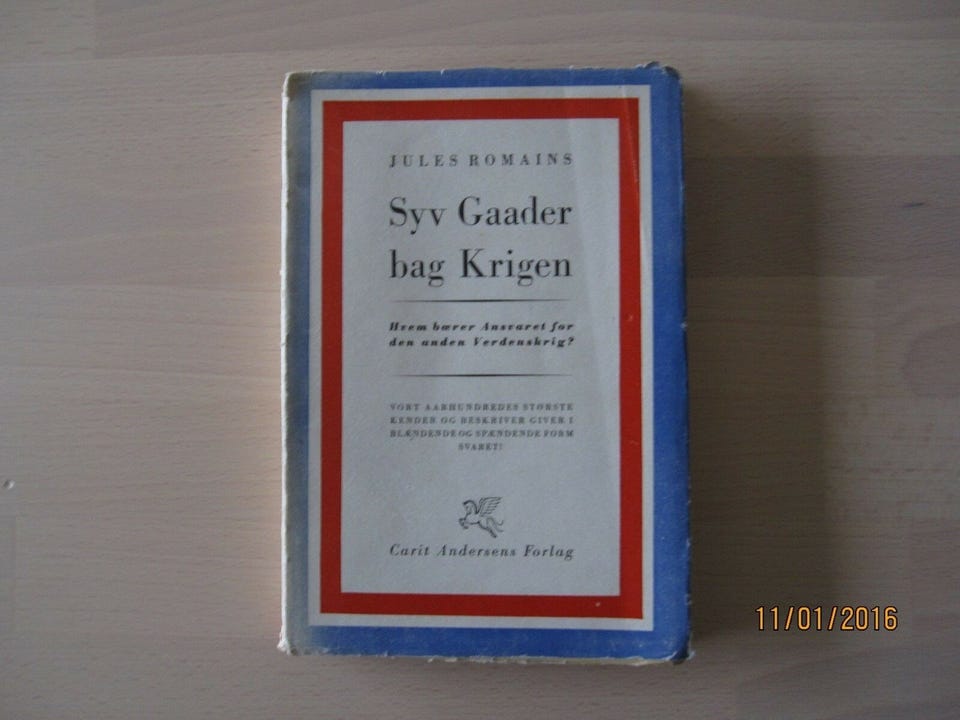 JULES ROMAINS
Syv Gaader
bag Krigen
Hvem bærer Ansvaret for
den anden Verdenskrig?
VORT AARHUNDREDES STØRSTE
KENDER OG BESKRIVER GIVER I
BLÆNDENDE OG SPÆNDENDE FORM
SVARET!
Carit Andersens Forlag
11/01/2016